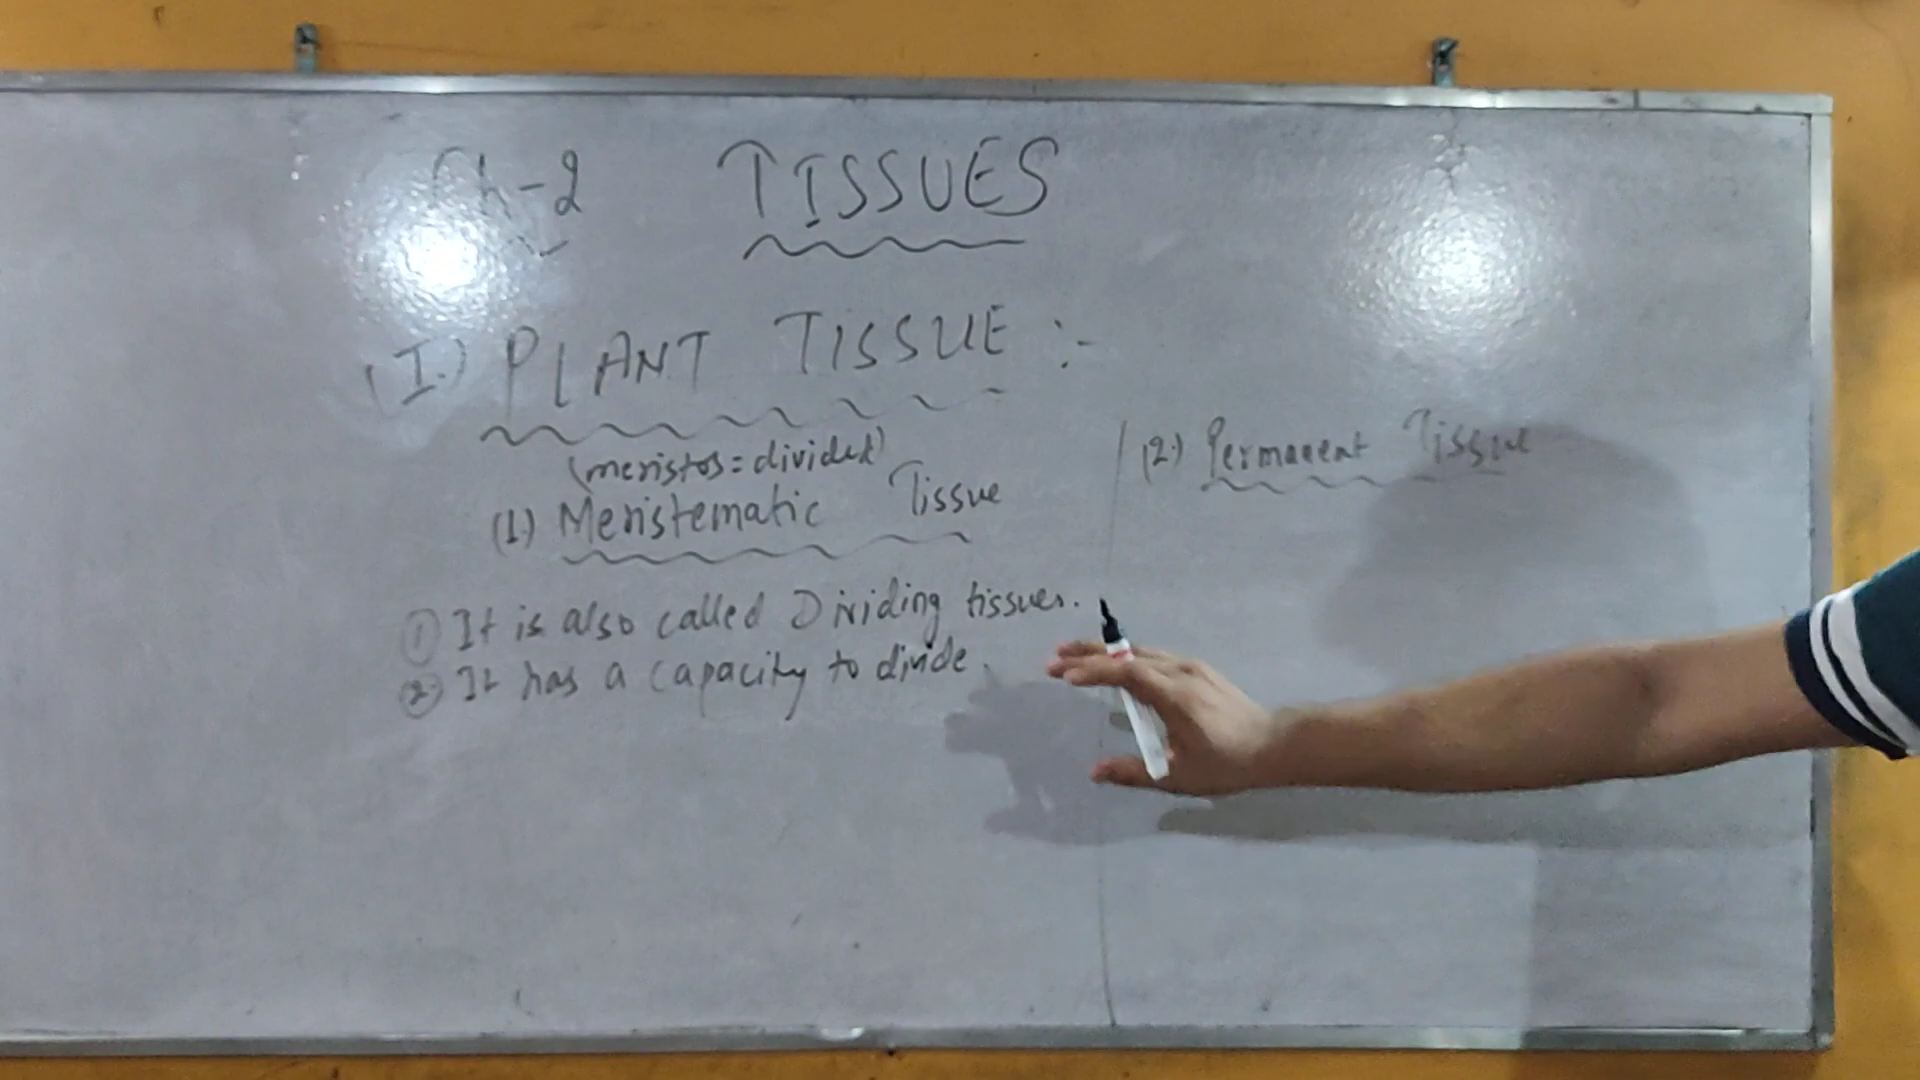 Ch-2 TISSUES
(I.) PLANT TISSUE :-
(meristos = divided)
(1.) Meristematic Tissue
① It is also called Dividing tissues.
② It has a capacity to divide.
(2.) Permanent Tissue